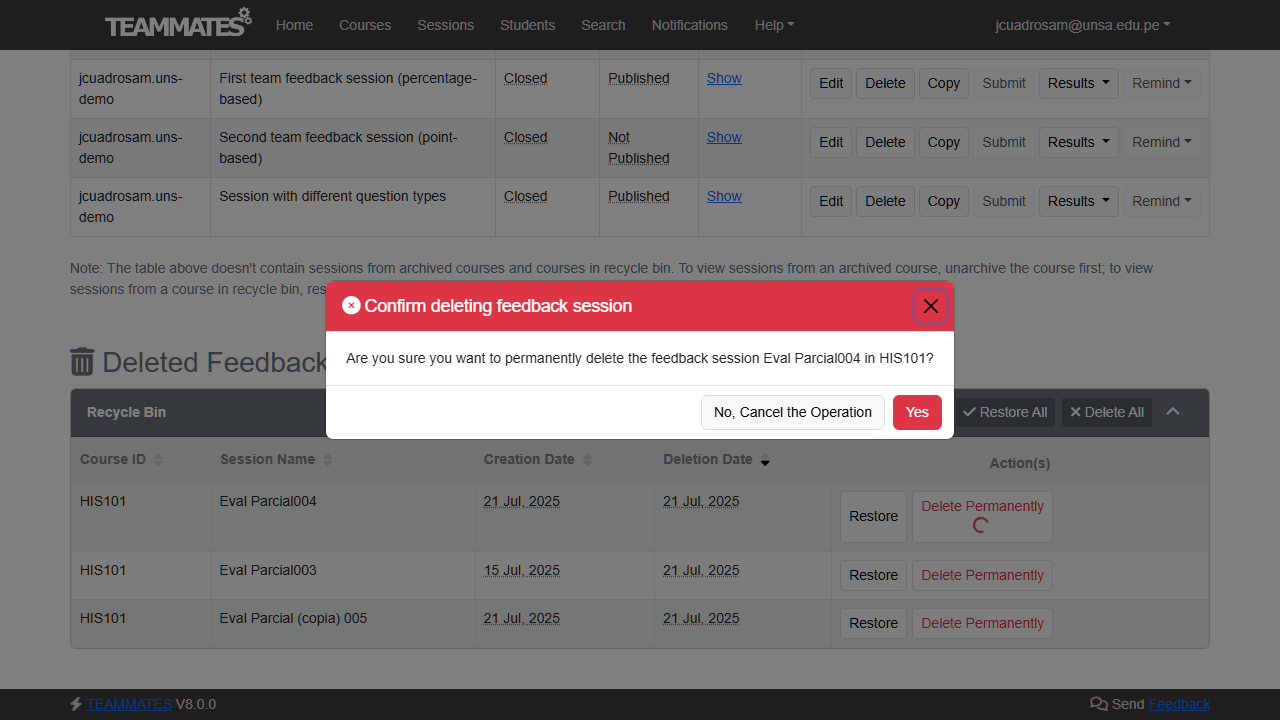 TEAMMATES Home Courses Sessions Students Search Notifications Help jcuadrosam@unsa.edu.pe
jcuadrosam.uns-demo First team feedback session (percentage-based) Closed Published Show Edit Delete Copy Submit Results Remind
jcuadrosam.uns-demo Second team feedback session (point-based) Closed Not Published Show Edit Delete Copy Submit Results Remind
jcuadrosam.uns-demo Session with different question types Closed Published Show Edit Delete Copy Submit Results Remind
Note: The table above doesn't contain sessions from archived courses and courses in recycle bin. To view sessions from an archived course, unarchive the course first; to view
sessions from a course in recycle bin, res
Confirm deleting feedback session
Are you sure you want to permanently delete the feedback session Eval Parcial004 in HIS101?
No, Cancel the Operation Yes
Deleted Feedback
Recycle Bin Restore All Delete All
Course ID Session Name Creation Date Deletion Date Action(s)
HIS101 Eval Parcial004 21 Jul, 2025 21 Jul, 2025 Restore Delete Permanently
HIS101 Eval Parcial003 15 Jul, 2025 21 Jul, 2025 Restore Delete Permanently
HIS101 Eval Parcial (copia) 005 21 Jul, 2025 21 Jul, 2025 Restore Delete Permanently
TEAMMATES V8.0.0 Send Feedback